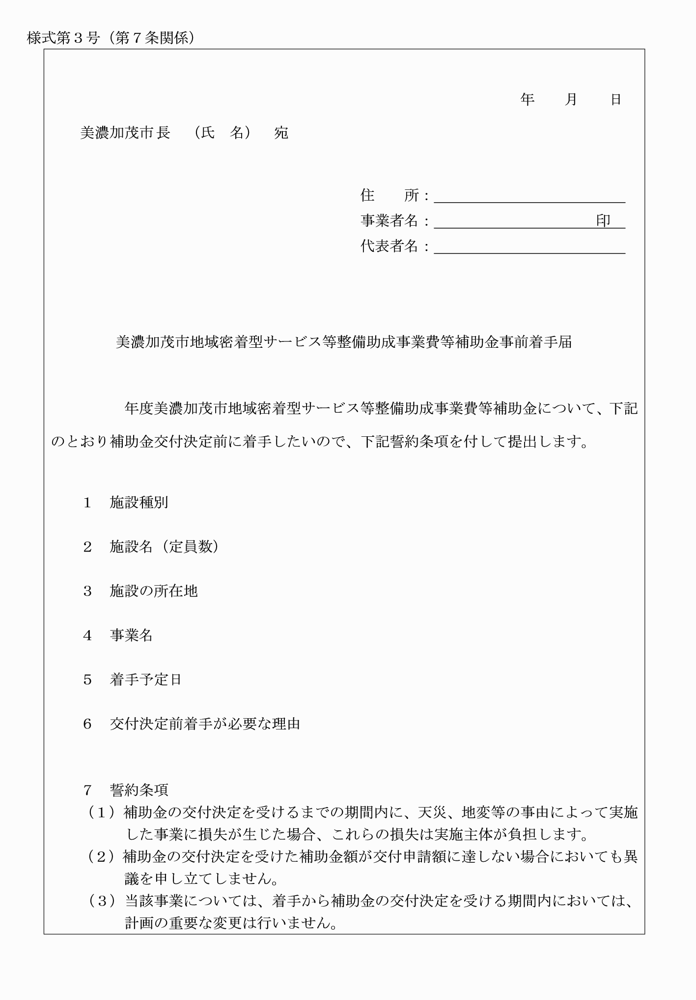 様式第３号（第７条関係）
年　　月　　日
美濃加茂市長　（氏　名）　宛
住　　所：
事業者名：　　　　　　　　　　　印
代表者名：
美濃加茂市地域密着型サービス等整備助成事業費等補助金事前着手届
年度美濃加茂市地域密着型サービス等整備助成事業費等補助金について、下記
のとおり補助金交付決定前に着手したいので、下記誓約条項を付して提出します。
１　施設種別
２　施設名（定員数）
３　施設の所在地
４　事業名
５　着手予定日
６　交付決定前着手が必要な理由
７　誓約条項
（１）補助金の交付決定を受けるまでの期間内に、天災、地変等の事由によって実施
した事業に損失が生じた場合、これらの損失は実施主体が負担します。
（２）補助金の交付決定を受けた補助金額が交付申請額に達しない場合においても異
議を申し立てしません。
（３）当該事業については、着手から補助金の交付決定を受ける期間内においては、
計画の重要な変更は行いません。